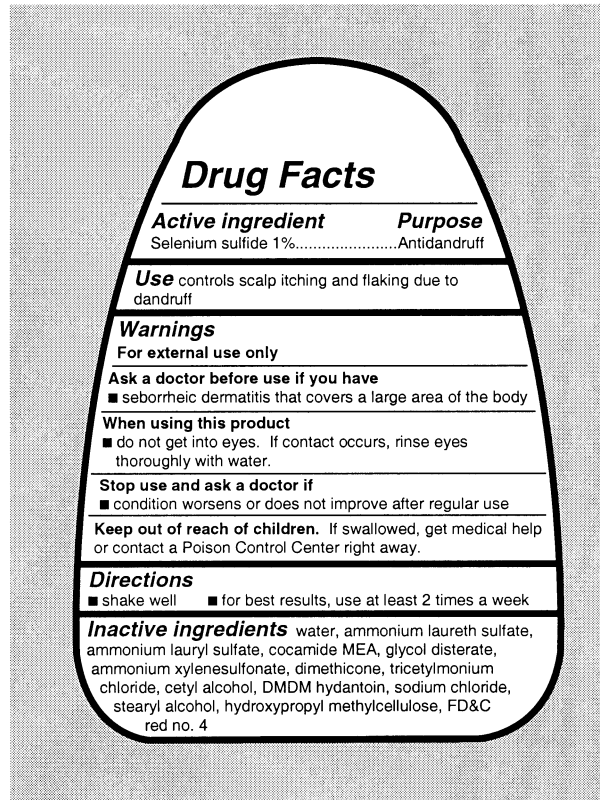 Drug Facts
Active ingredient Purpose
Selenium sulfide 1%.......................Antidandruff
Use controls scalp itching and flaking due to
dandruff
Warnings
For external use only
Ask a doctor before use if you have
■ seborrheic dermatitis that covers a large area of the body
When using this product
■ do not get into eyes. If contact occurs, rinse eyes
thoroughly with water.
Stop use and ask a doctor if
■ condition worsens or does not improve after regular use
Keep out of reach of children. If swallowed, get medical help
or contact a Poison Control Center right away.
Directions
■ shake well ■ for best results, use at least 2 times a week
Inactive ingredients water, ammonium laureth sulfate,
ammonium lauryl sulfate, cocamide MEA, glycol disterate,
ammonium xylenesulfonate, dimethicone, tricetylmonium
chloride, cetyl alcohol, DMDM hydantoin, sodium chloride,
stearyl alcohol, hydroxypropyl methylcellulose, FD&C
red no. 4